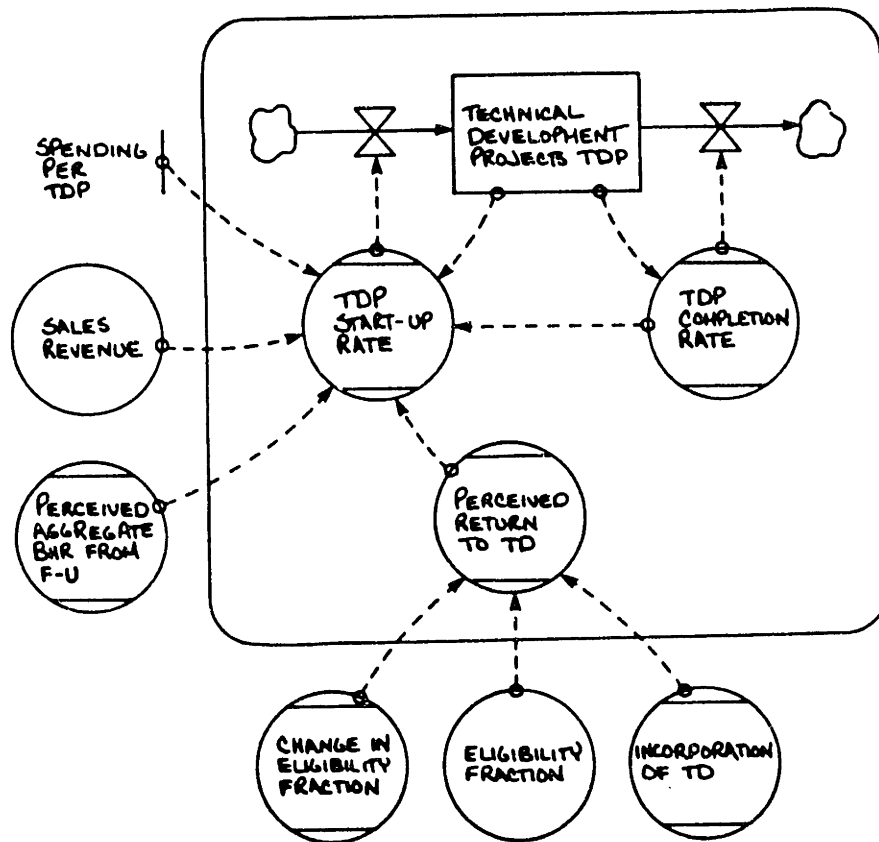 TECHNICAL
DEVELOPMENT
PROJECTS TDP
SPENDING
PER
TDP
SALES
REVENUE
TDP
START-UP
RATE
TDP
COMPLETION
RATE
PERCEIVED
AGGREGATE
BHR FROM
F-U
PERCEIVED
RETURN
TO TD
CHANGE IN
ELIGIBILITY
FRACTION
ELIGIBILITY
FRACTION
INCORPORATION
OF TD